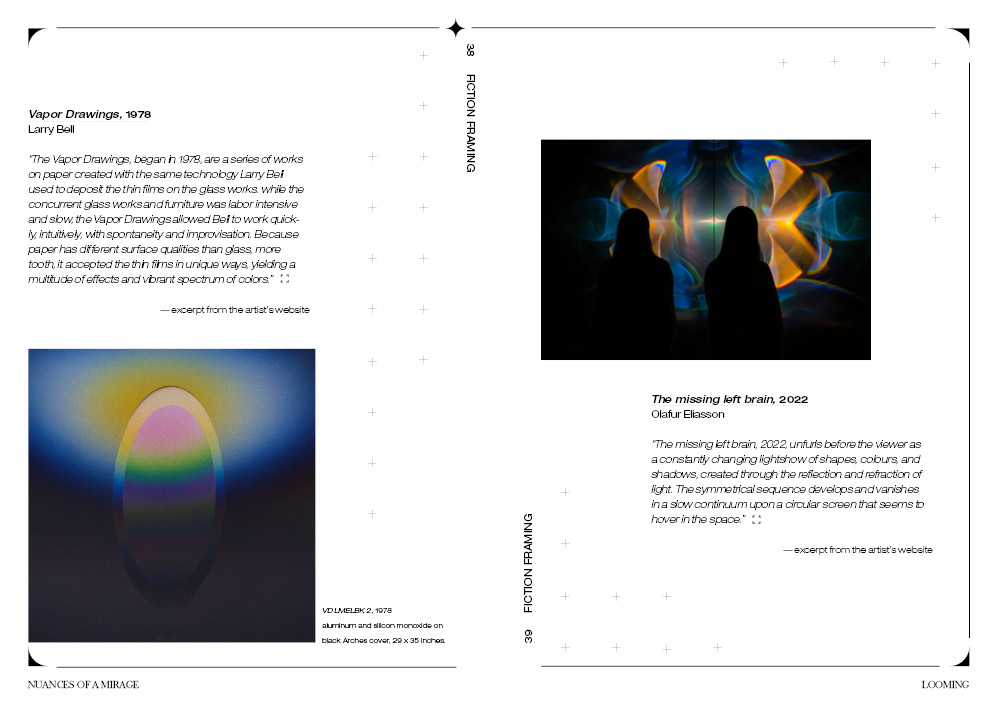 38 FICTION FRAMING
Vapor Drawings, 1978
Larry Bell
"The Vapor Drawings, began in 1978, are a series of works
on paper created with the same technology Larry Bell
used to deposit the thin films on the glass works. while the
concurrent glass works and furniture was labor intensive
and slow, the Vapor Drawings allowed Bell to work quick-
ly, intuitively, with spontaneity and improvisation. Because
paper has different surface qualities than glass, more
tooth, it accepted the thin films in unique ways, yielding a
multitude of effects and vibrant spectrum of colors."
— excerpt from the artist's website
VDLMELBK 2, 1978
aluminum and silicon monoxide on
black Arches cover, 29 x 35 inches.
NUANCES OF A MIRAGE
The missing left brain, 2022
Olafur Eliasson
"The missing left brain, 2022, unfurls before the viewer as
a constantly changing lightshow of shapes, colours, and
shadows, created through the reflection and refraction of
light. The symmetrical sequence develops and vanishes
in a slow continuum upon a circular screen that seems to
hover in the space."
— excerpt from the artist's website
39 FICTION FRAMING
LOOMING